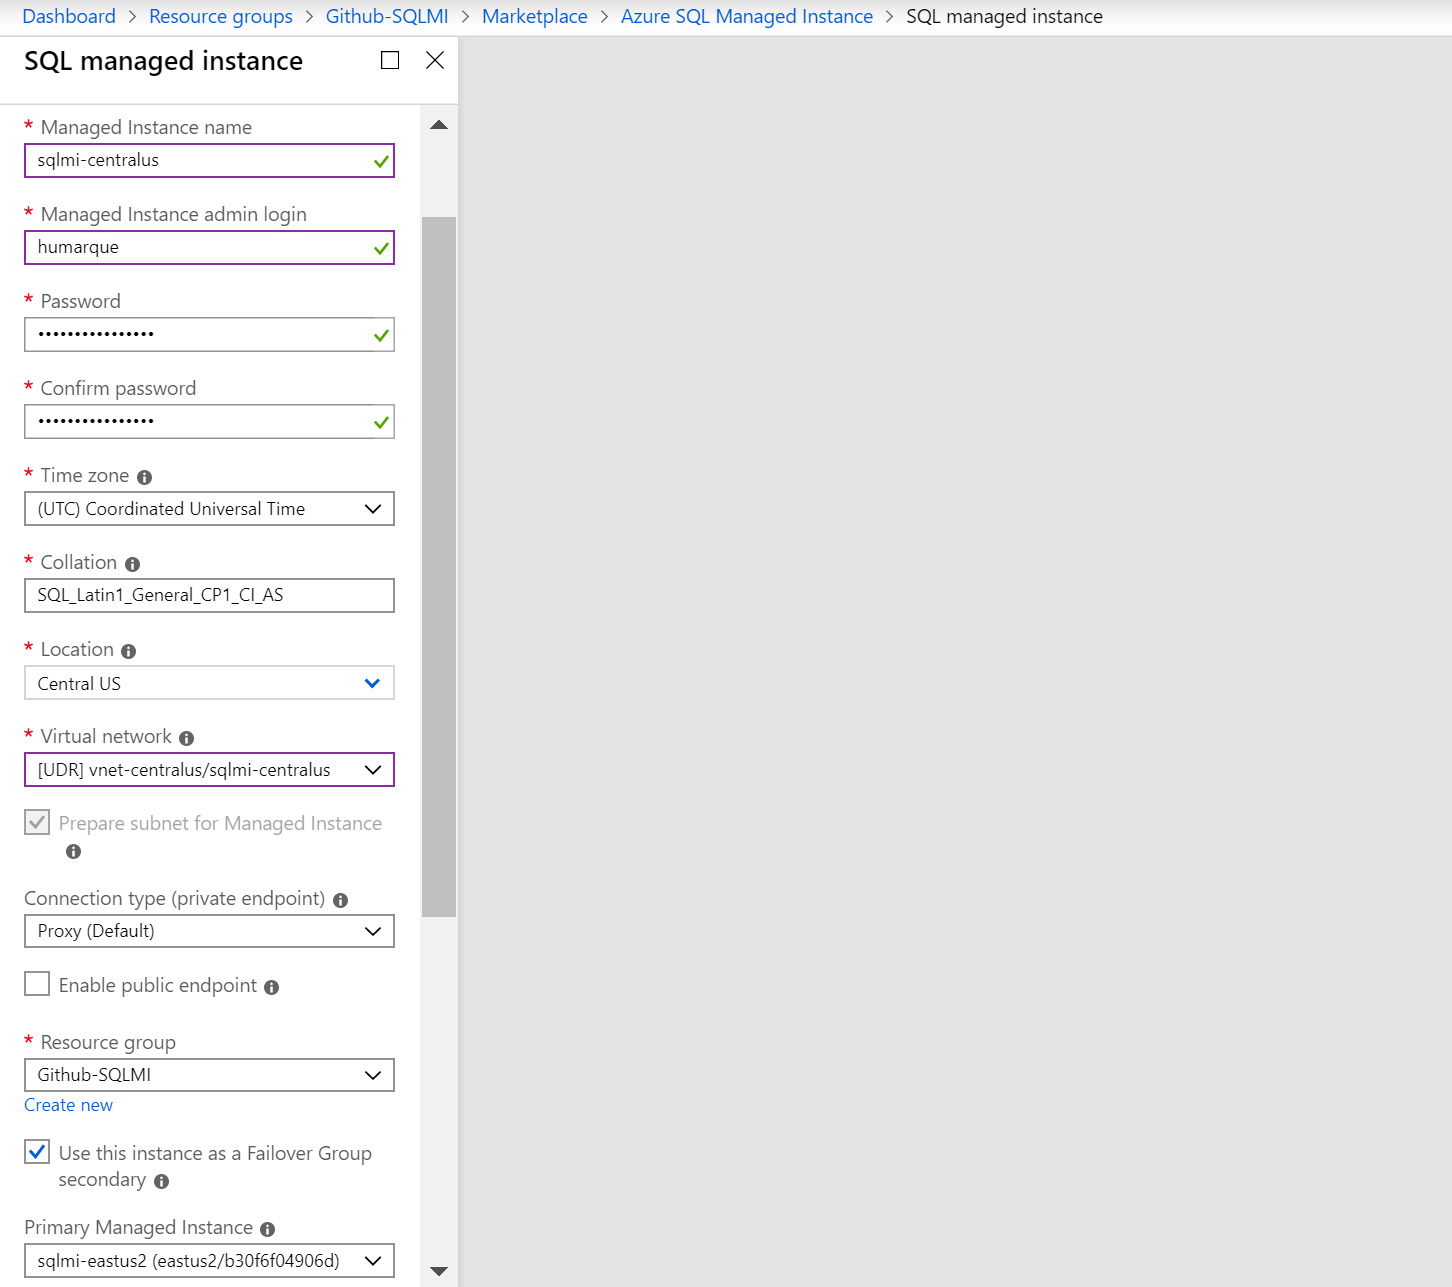 Dashboard > Resource groups > Github-SQLMI > Marketplace > Azure SQL Managed Instance > SQL managed instance
SQL managed instance
* Managed Instance name
sqlmi-centralus
* Managed Instance admin login
humarque
* Password
••••••••••••••••
* Confirm password
••••••••••••••••
* Time zone
(UTC) Coordinated Universal Time
* Collation
SQL_Latin1_General_CP1_CI_AS
* Location
Central US
* Virtual network
[UDR] vnet-centralus/sqlmi-centralus
Prepare subnet for Managed Instance
Connection type (private endpoint)
Proxy (Default)
Enable public endpoint
* Resource group
Github-SQLMI
Create new
Use this instance as a Failover Group
secondary
Primary Managed Instance
sqlmi-eastus2 (eastus2/b30f6f04906d)